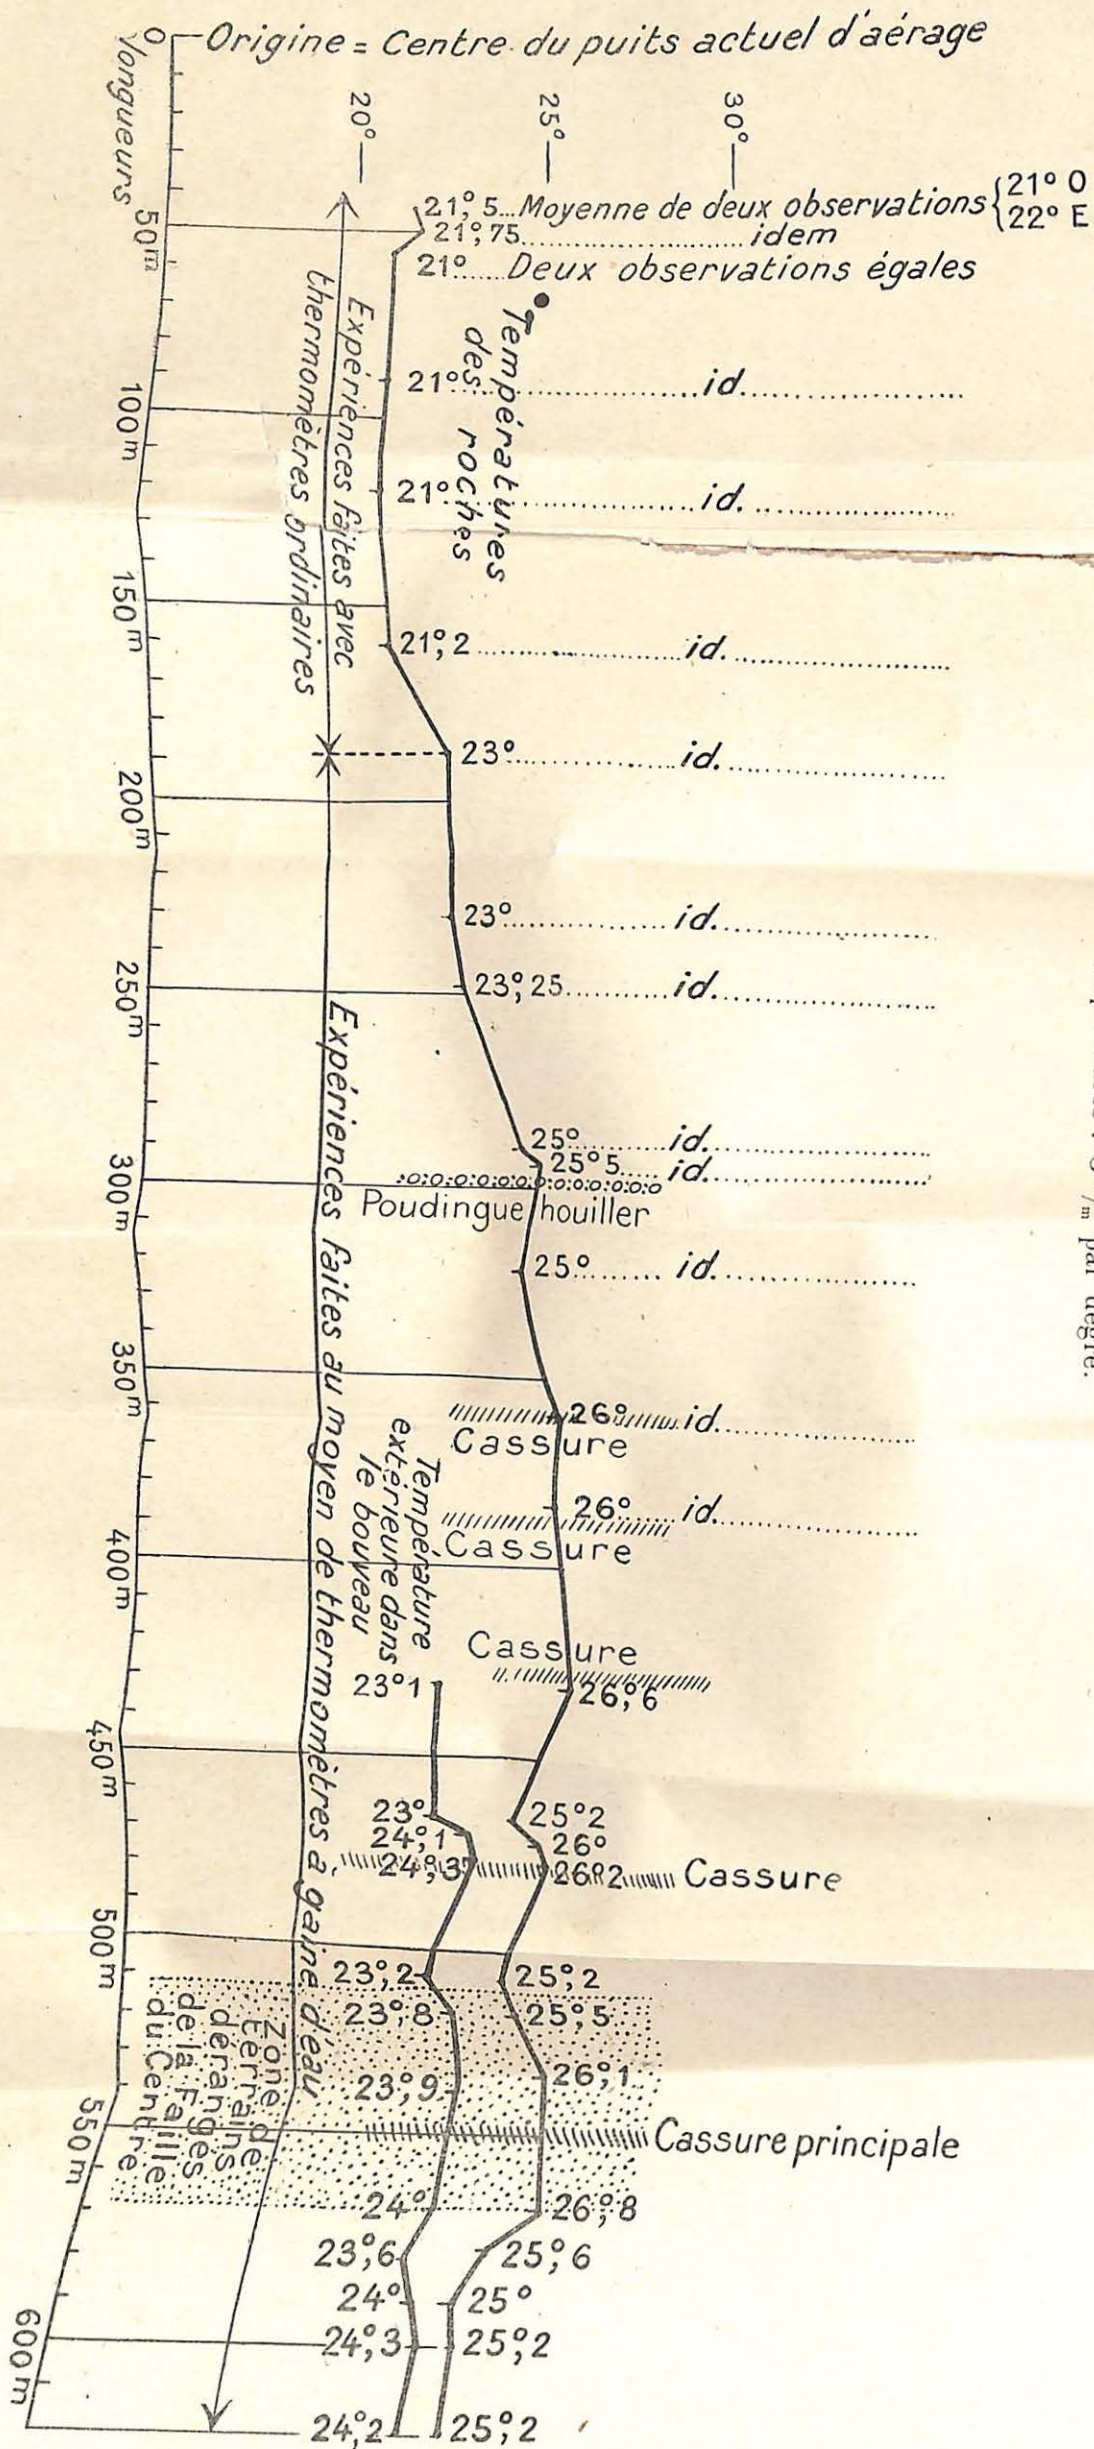 0 Origine = Centre du puits actuel d'aérage
longueurs
20° 25° 30°
21°,5... Moyenne de deux observations { 21° O
22° E
50m
21°,75................ idem
21°..... Deux observations égales
Températures
des roches
Expériences faites avec
thermomètres ordinaires
100m
21°.................... id.....................
21°.................... id.....................
150m
21°,2.................... id.....................
23°.................... id.....................
200m
23°.................... id.....................
250m
23°,25.......... id.....................
Expériences faites au moyen de thermomètres à gaine d'eau
25°.......... id.....................
25°5..... id.....................
300m
Poudingue houiller
25°......... id.....................
350m
26° id.....................
Cassure
26°...... id.....................
Cassure
400m
Température
extérieure dans
le bouveau
Cassure
23°1 26°,6
450m
23° 25°2
24°,1 26°
24°,3 26°2 Cassure
500m
23°,2 25°,2
23°,8 25°,5
Zone de
terrains
dérangés
de la Faille
du Centre
23°,9 26°,1
550m
Cassure principale
24° 26°,8
23°,6 25°,6
24° 25°
600m
24°,3 25°,2
24°,2 25°,2
/m par degré.